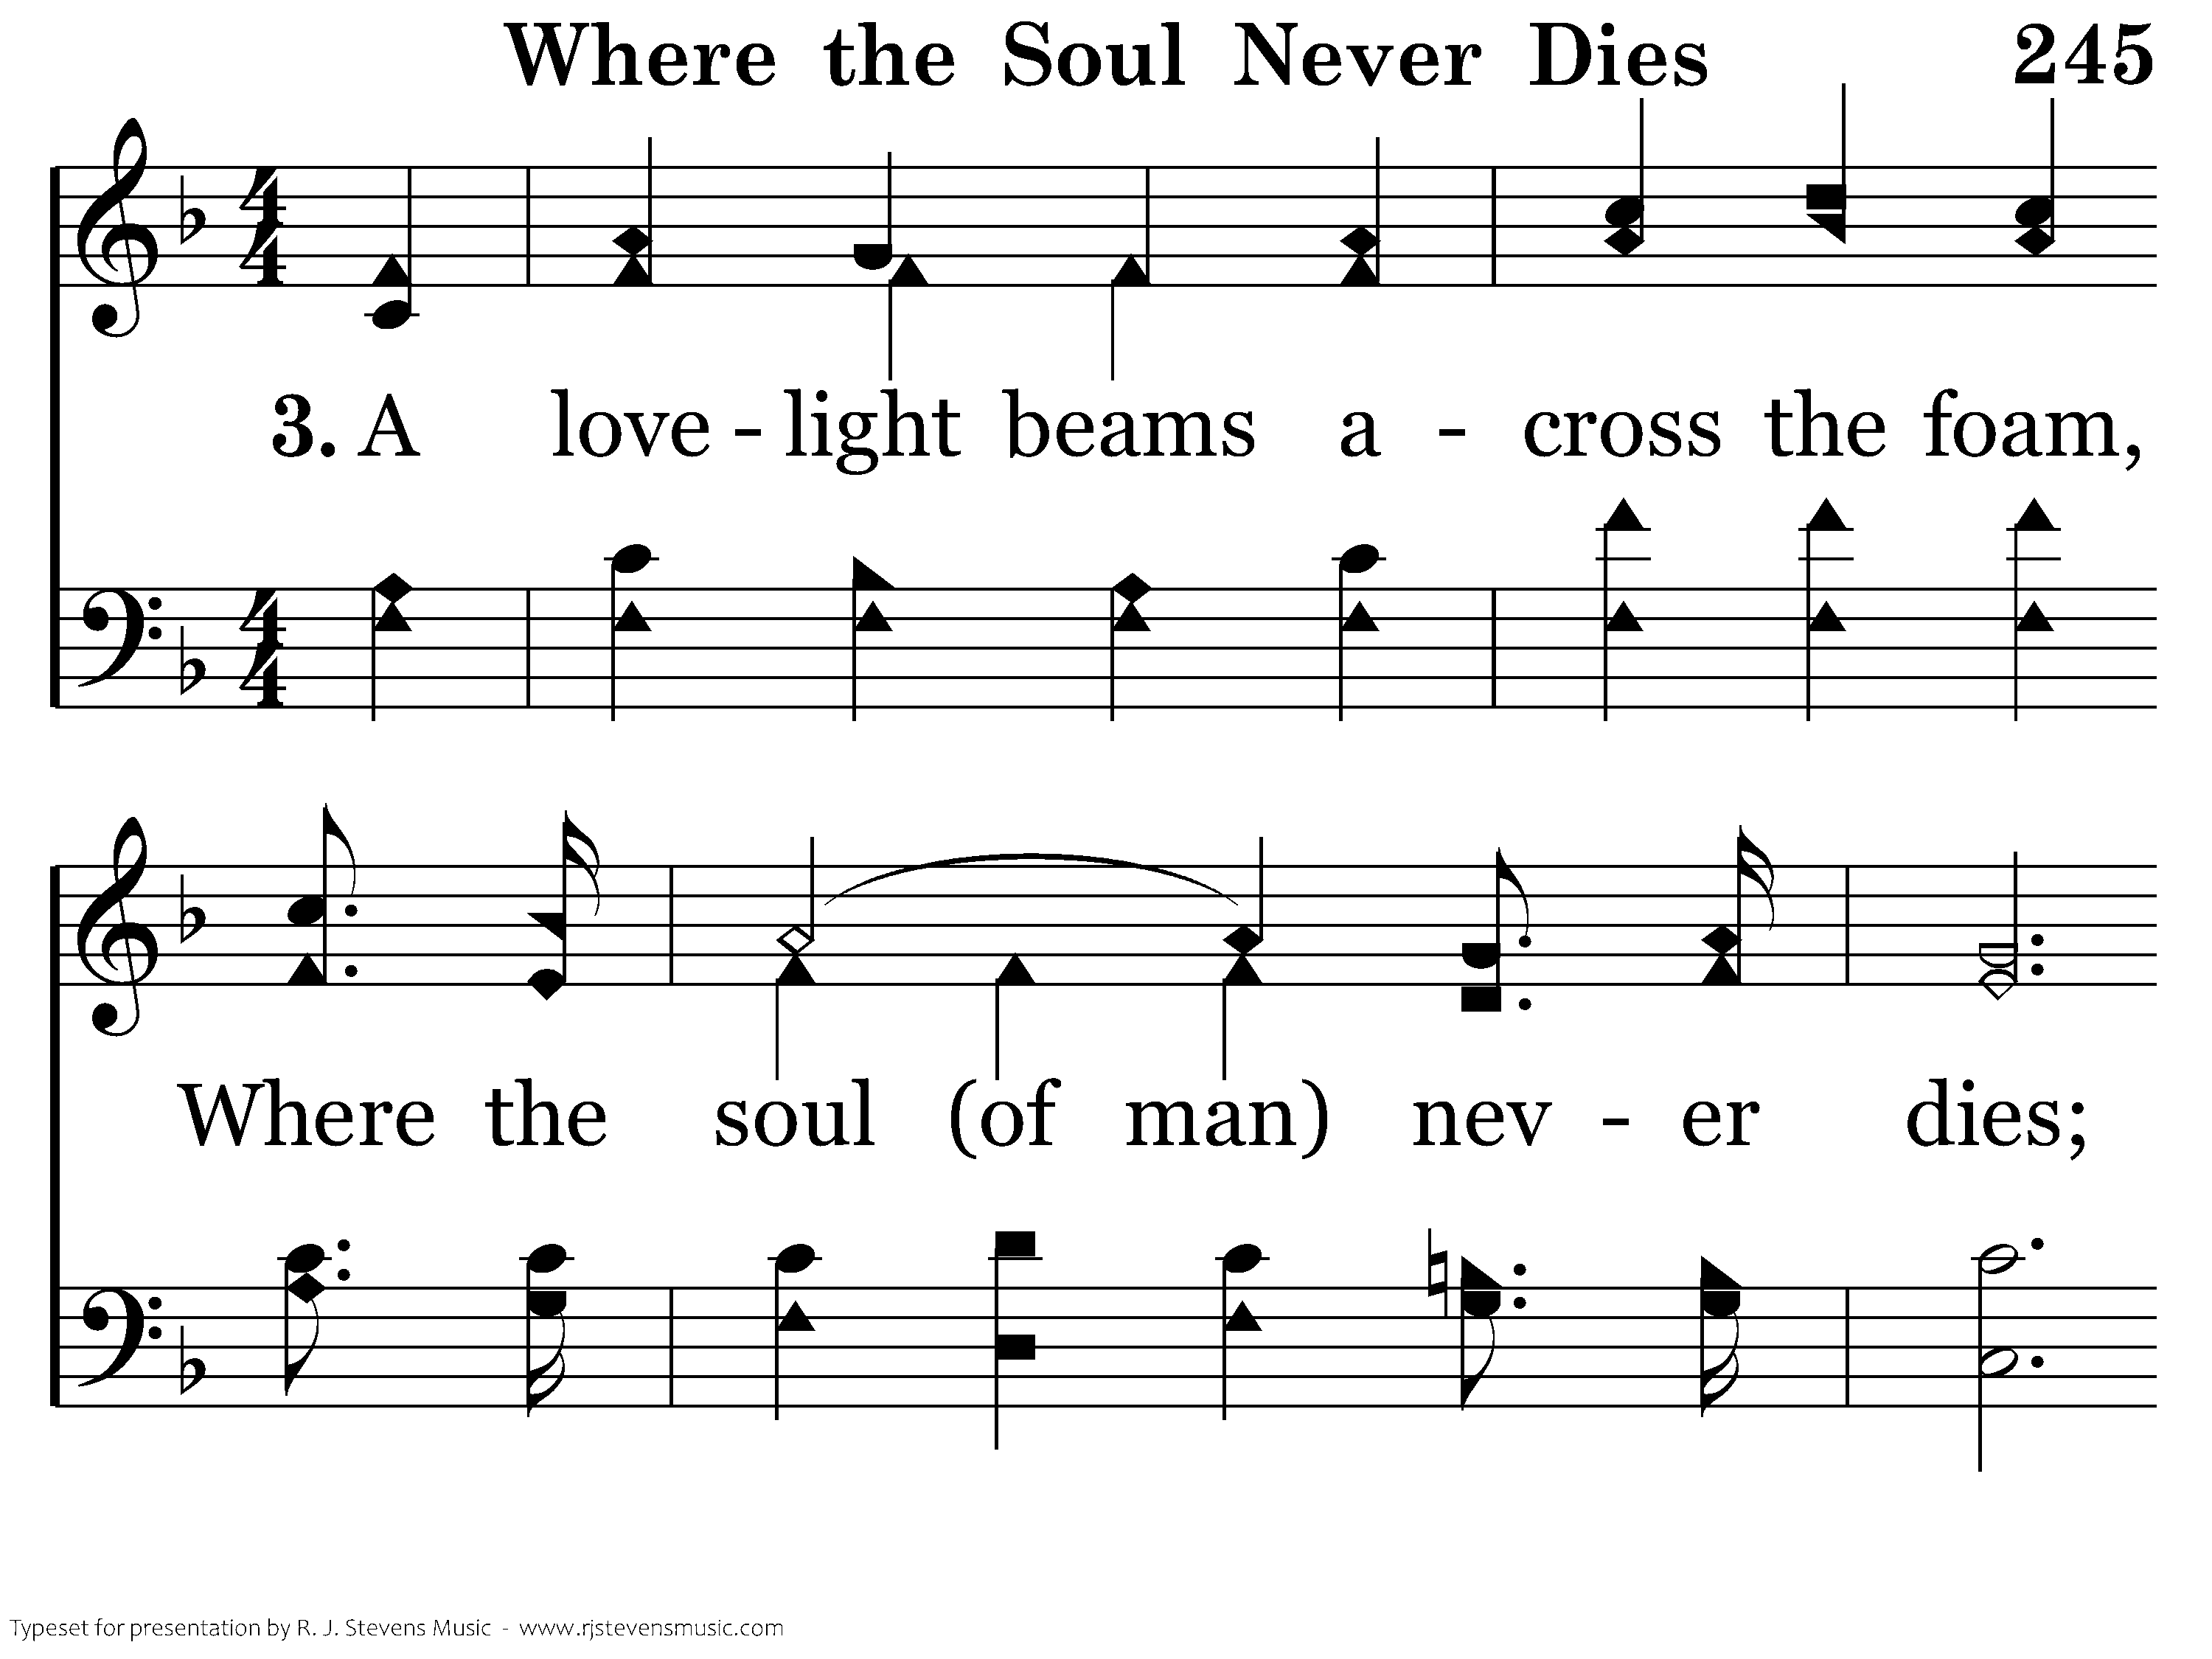 Where the Soul Never Dies 245
3. A love - light beams a - cross the foam,
Where the soul (of man) nev - er dies;
Typeset for presentation by R. J. Stevens Music - www.rjstevensmusic.com